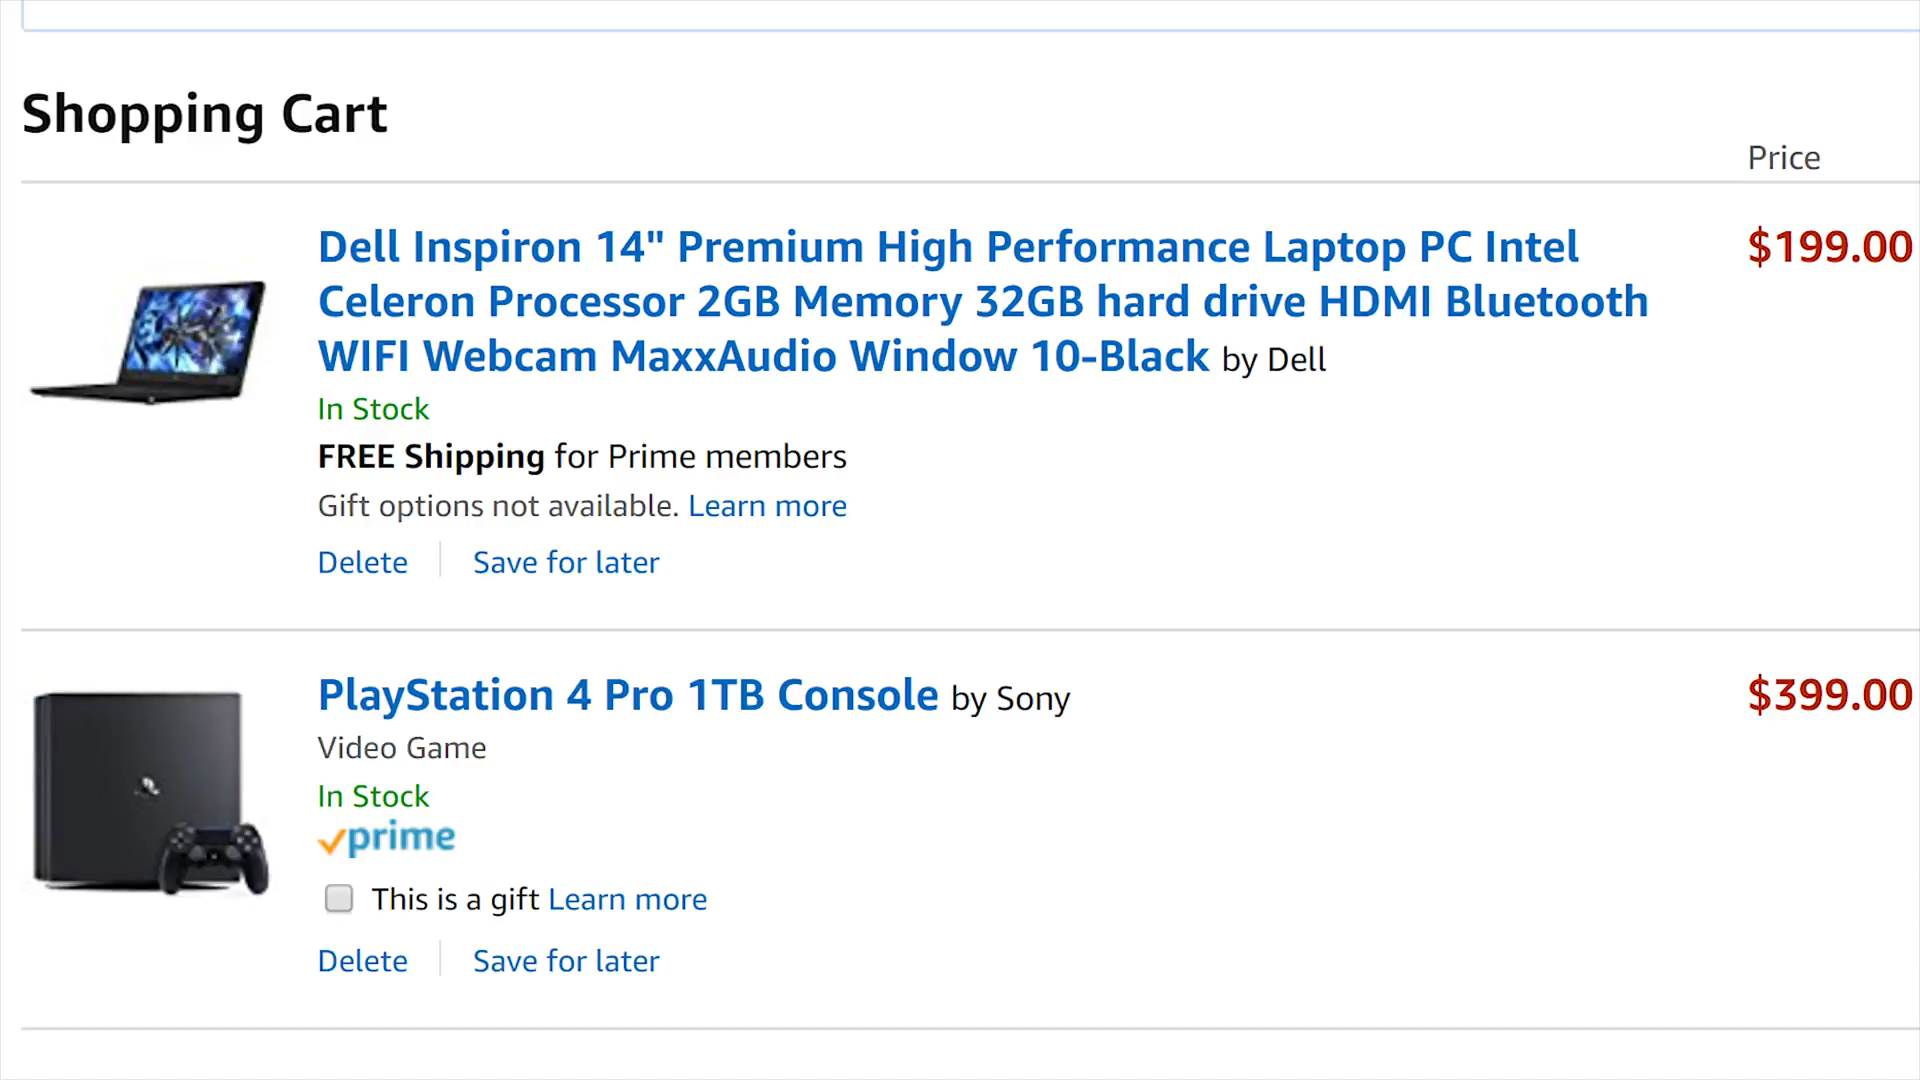 Shopping Cart
Price
Dell Inspiron 14" Premium High Performance Laptop PC Intel
$199.00
Celeron Processor 2GB Memory 32GB hard drive HDMI Bluetooth
WIFI Webcam MaxxAudio Window 10-Black by Dell
In Stock
FREE Shipping for Prime members
Gift options not available. Learn more
Delete Save for later
PlayStation 4 Pro 1TB Console by Sony
$399.00
Video Game
In Stock
prime
This is a gift Learn more
Delete Save for later